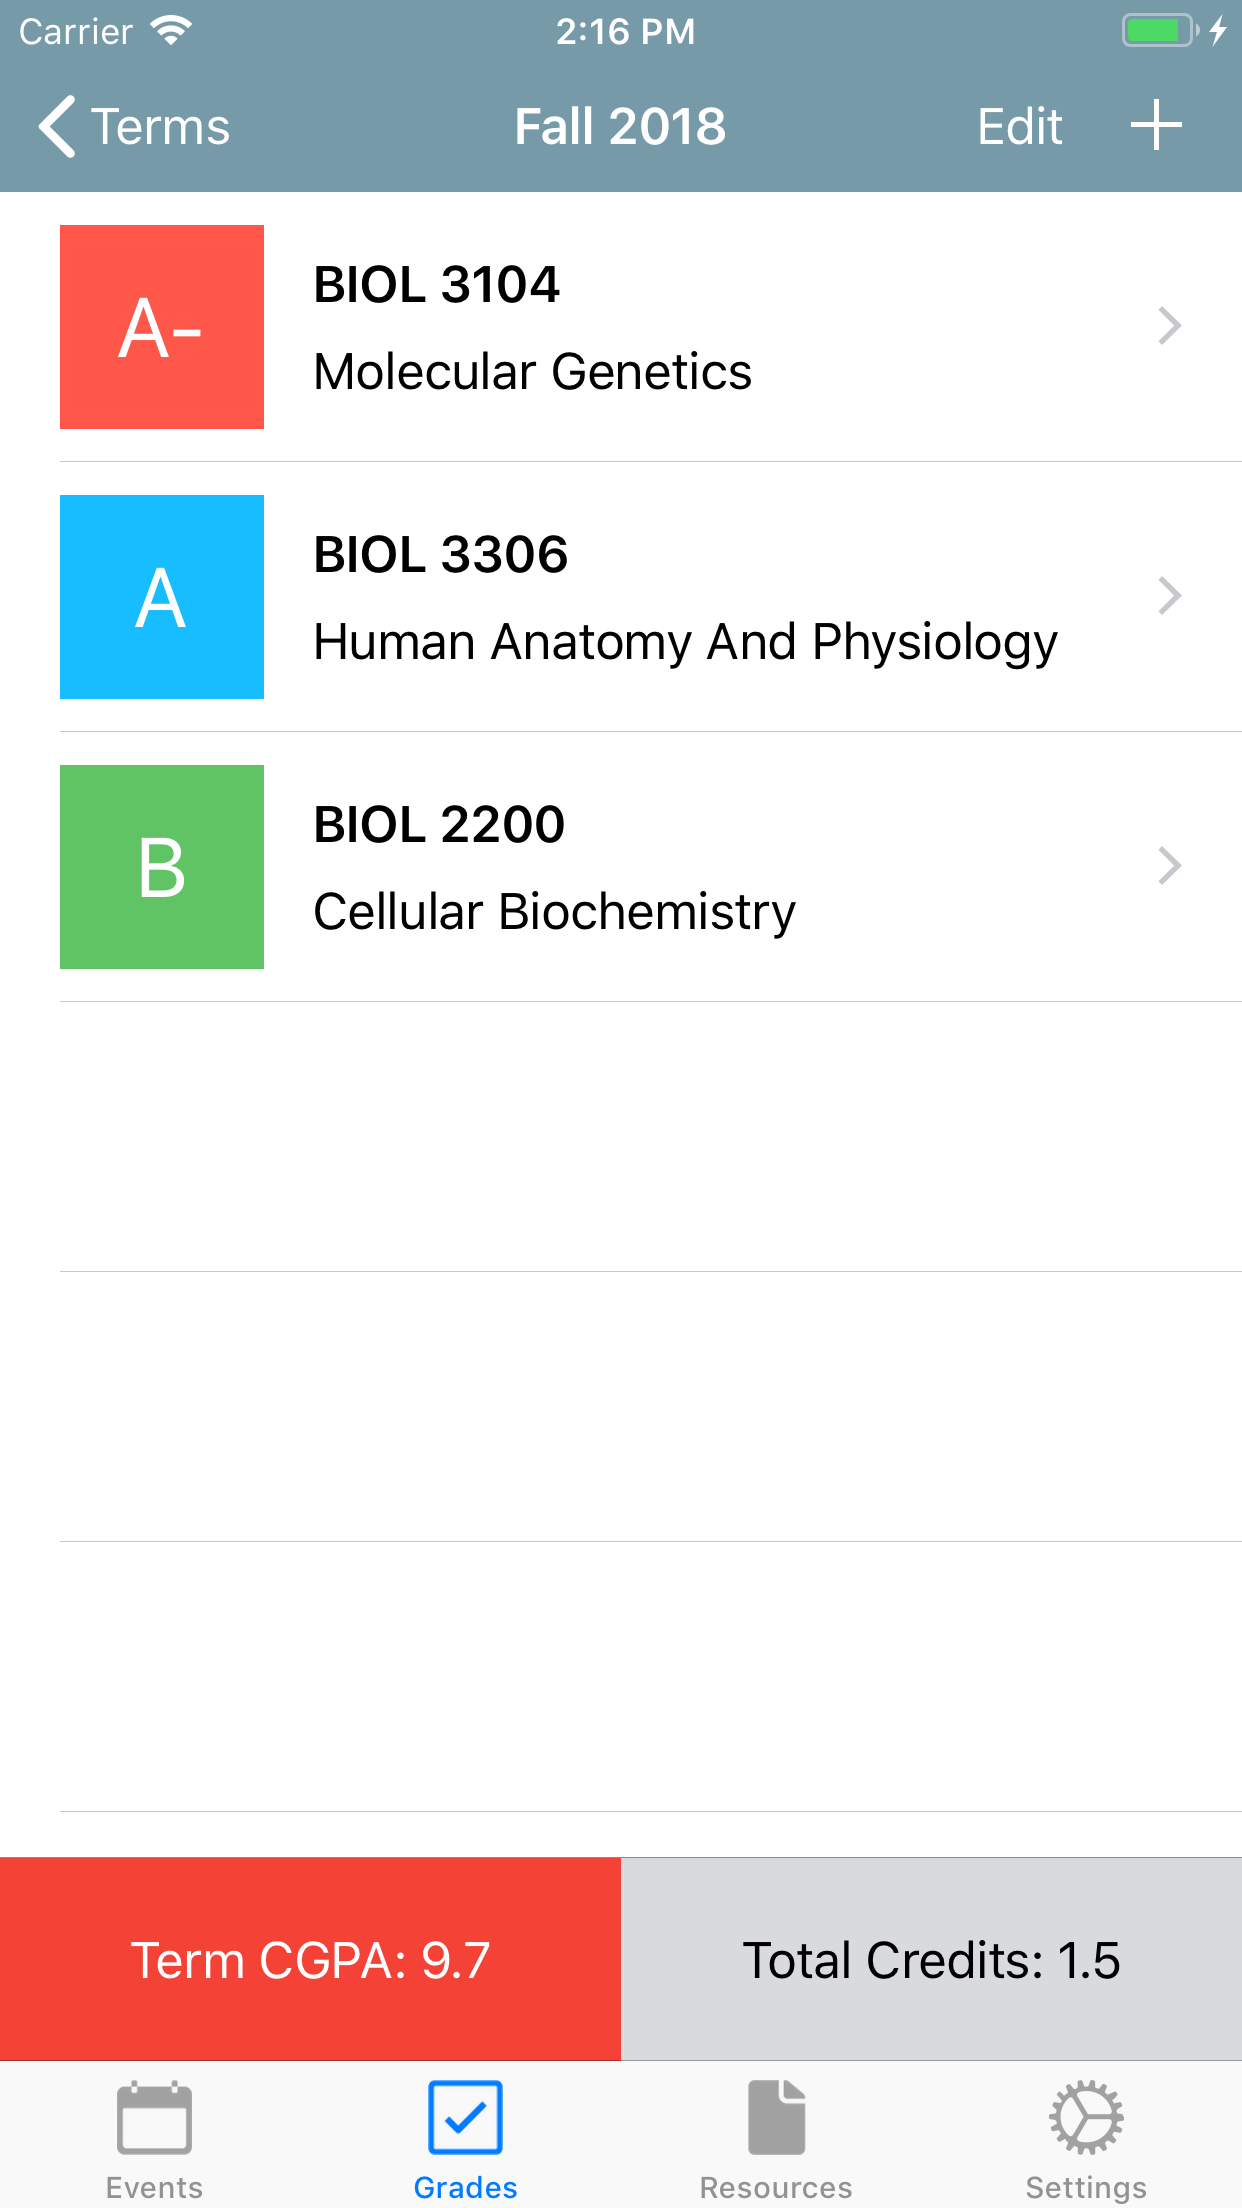 Carrier 2:16 PM
Terms Fall 2018 Edit
A-
BIOL 3104
Molecular Genetics
A
BIOL 3306
Human Anatomy And Physiology
B
BIOL 2200
Cellular Biochemistry
Term CGPA: 9.7 Total Credits: 1.5
Events Grades Resources Settings